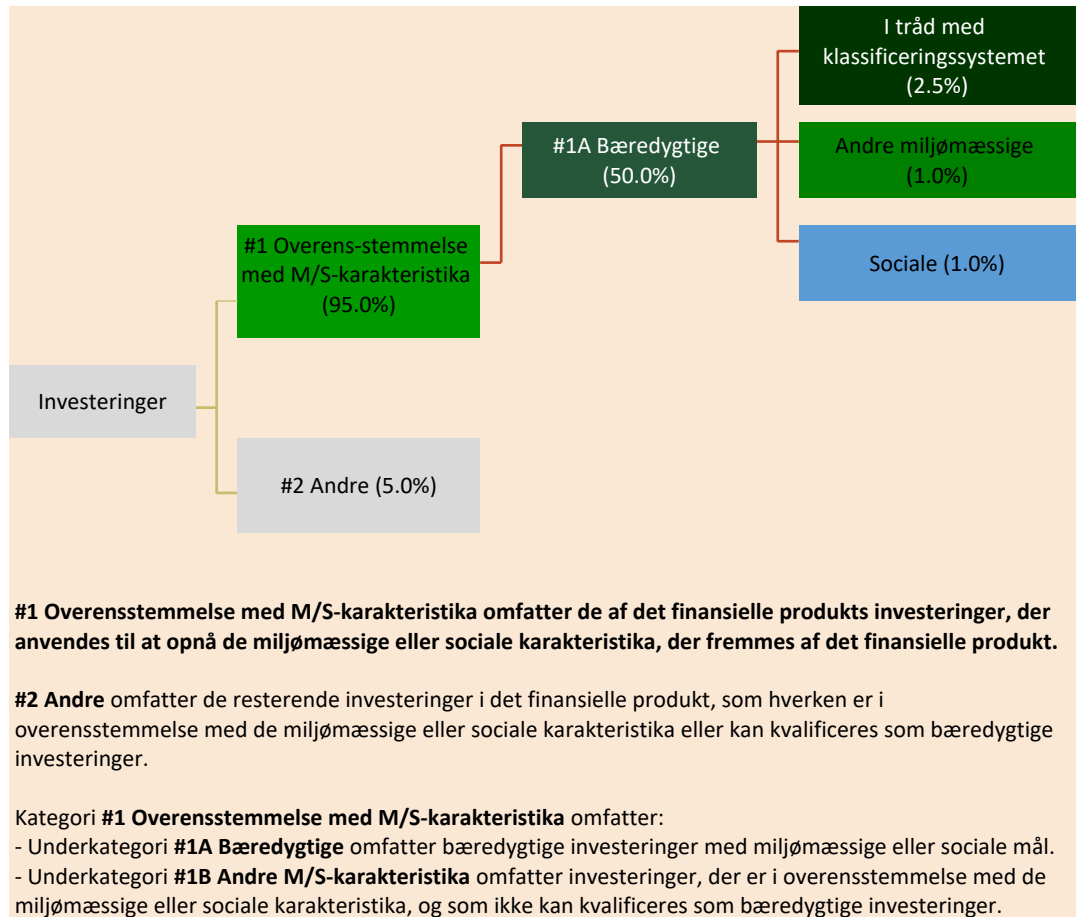 I tråd med
klassificeringssystemet
(2.5%)
#1A Bæredygtige
(50.0%)
Andre miljømæssige
(1.0%)
#1 Overens-stemmelse
med M/S-karakteristika
(95.0%)
Sociale (1.0%)
Investeringer
#2 Andre (5.0%)
#1 Overensstemmelse med M/S-karakteristika omfatter de af det finansielle produkts investeringer, der
anvendes til at opnå de miljømæssige eller sociale karakteristika, der fremmes af det finansielle produkt.
#2 Andre omfatter de resterende investeringer i det finansielle produkt, som hverken er i
overensstemmelse med de miljømæssige eller sociale karakteristika eller kan kvalificeres som bæredygtige
investeringer.
Kategori #1 Overensstemmelse med M/S-karakteristika omfatter:
- Underkategori #1A Bæredygtige omfatter bæredygtige investeringer med miljømæssige eller sociale mål.
- Underkategori #1B Andre M/S-karakteristika omfatter investeringer, der er i overensstemmelse med de
miljømæssige eller sociale karakteristika, og som ikke kan kvalificeres som bæredygtige investeringer.